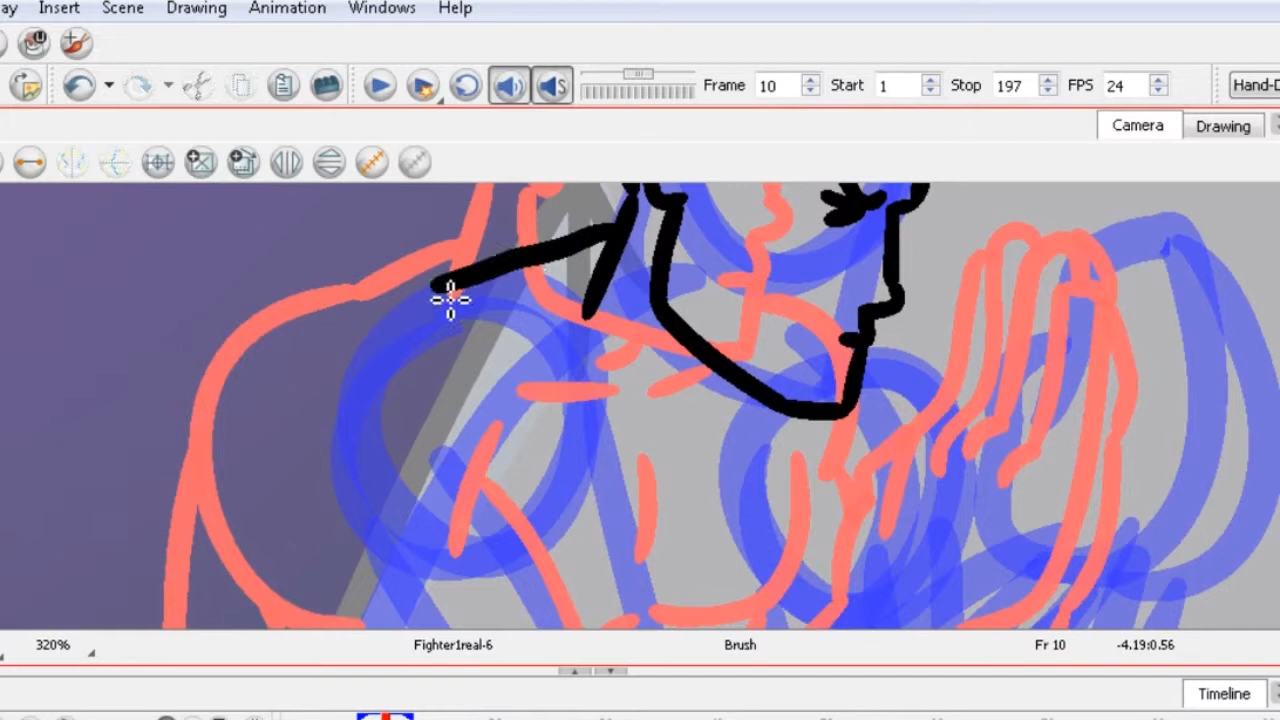 ay Insert Scene Drawing Animation Windows Help
Frame 10 Start 1 Stop 197 FPS 24 Hand-D
Camera Drawing
320% Fighter1real-6 Brush Fr 10 -4.19:0.56
Timeline